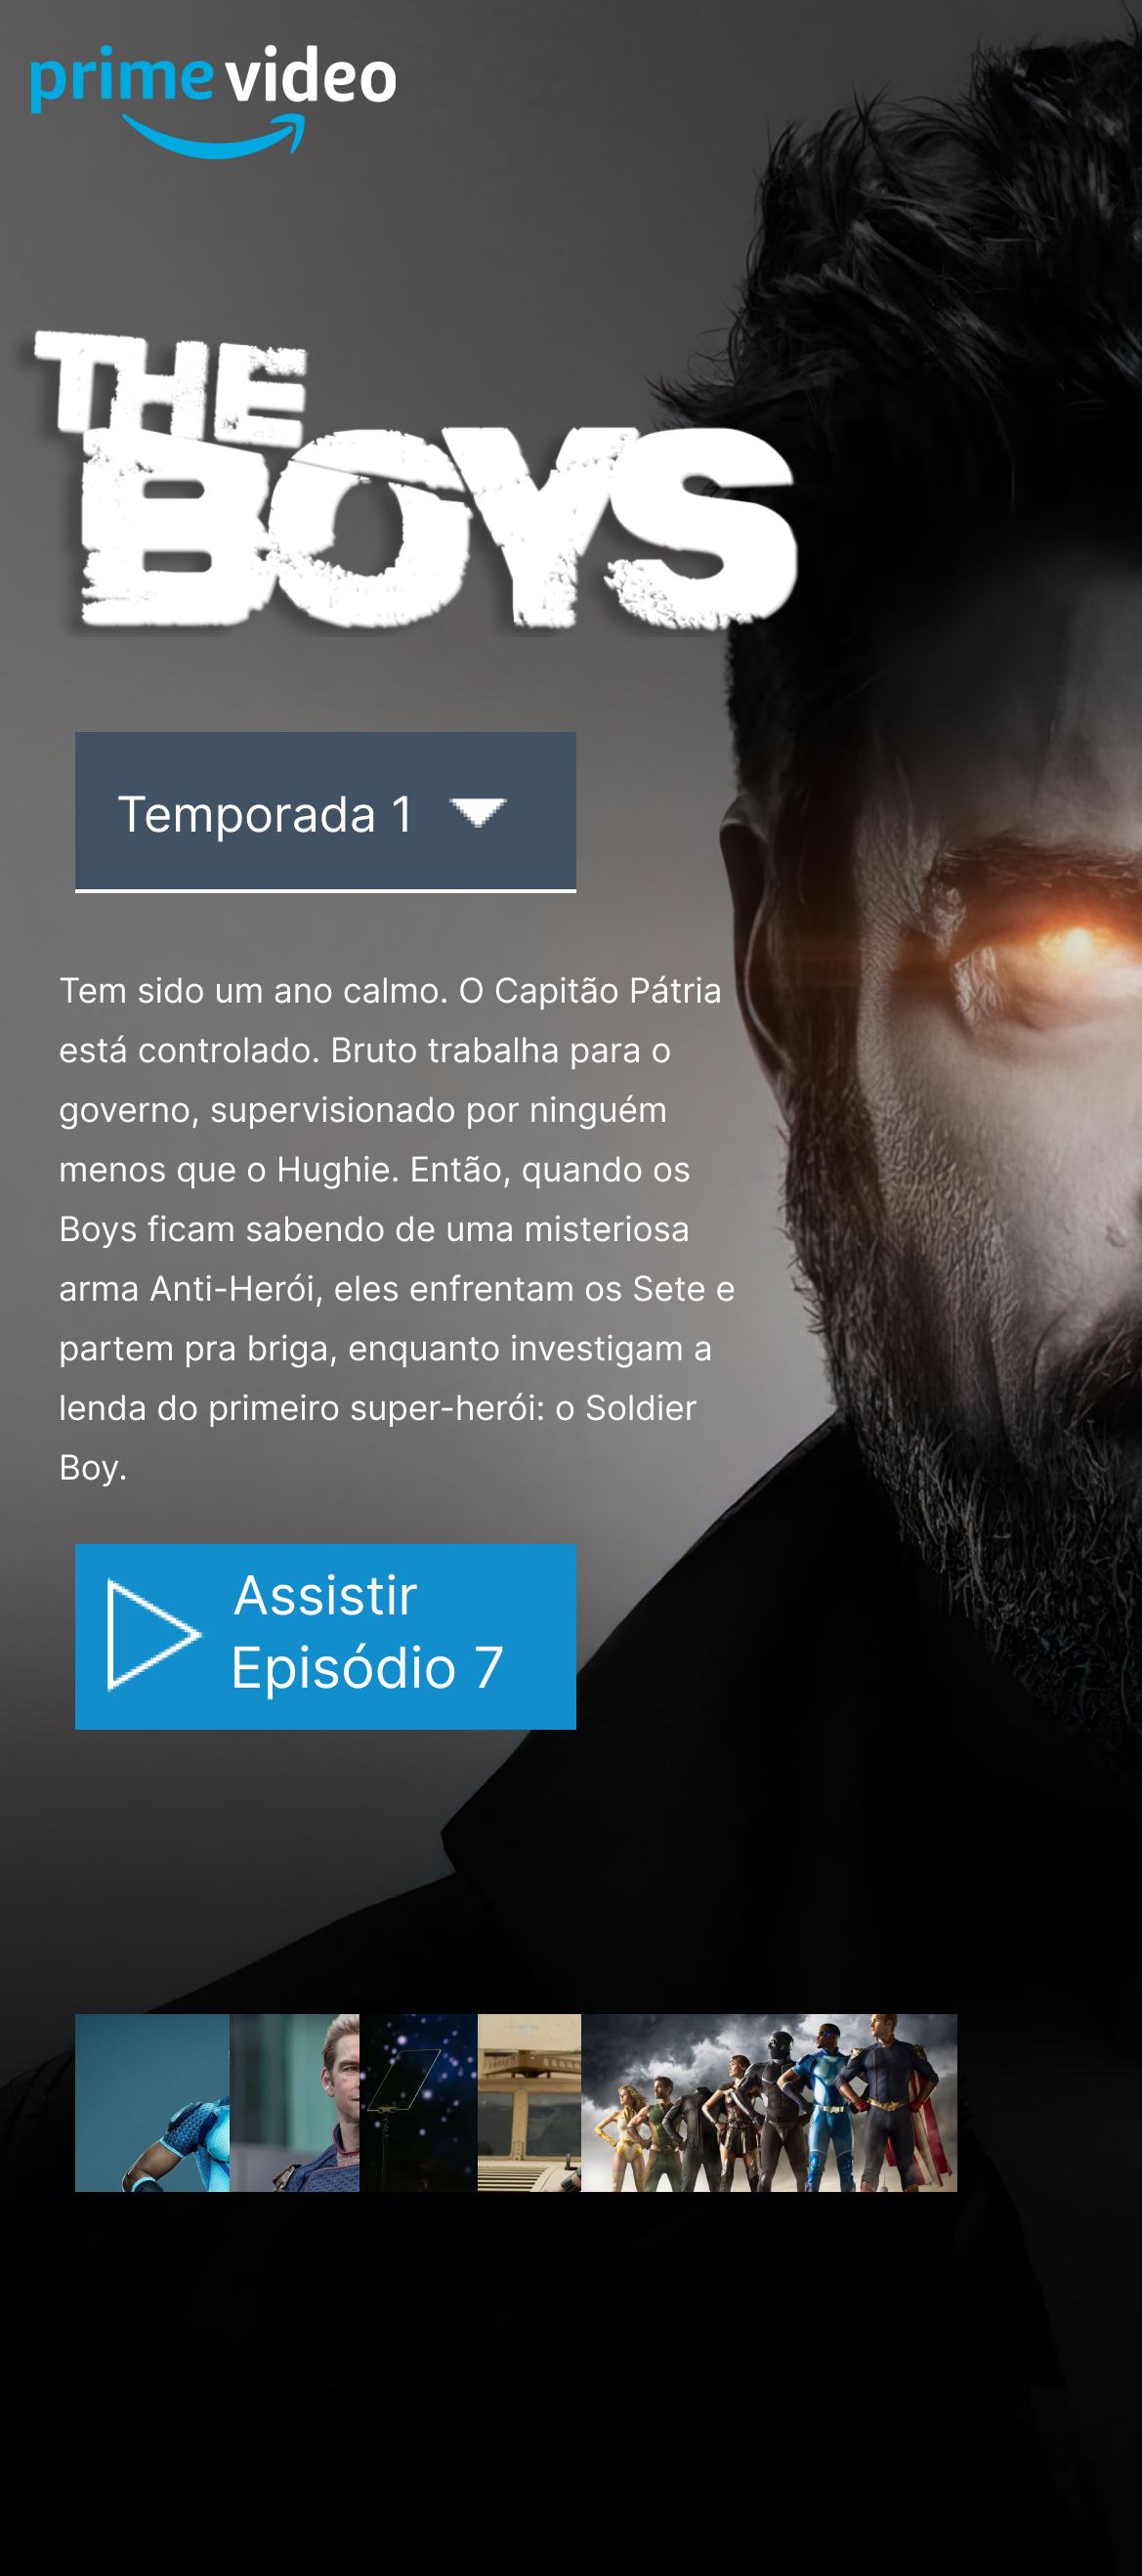 prime video
THE
BOYS
Temporada 1
Tem sido um ano calmo. O Capitão Pátria
está controlado. Bruto trabalha para o
governo, supervisionado por ninguém
menos que o Hughie. Então, quando os
Boys ficam sabendo de uma misteriosa
arma Anti-Herói, eles enfrentam os Sete e
partem pra briga, enquanto investigam a
lenda do primeiro super-herói: o Soldier
Boy.
Assistir
Episódio 7